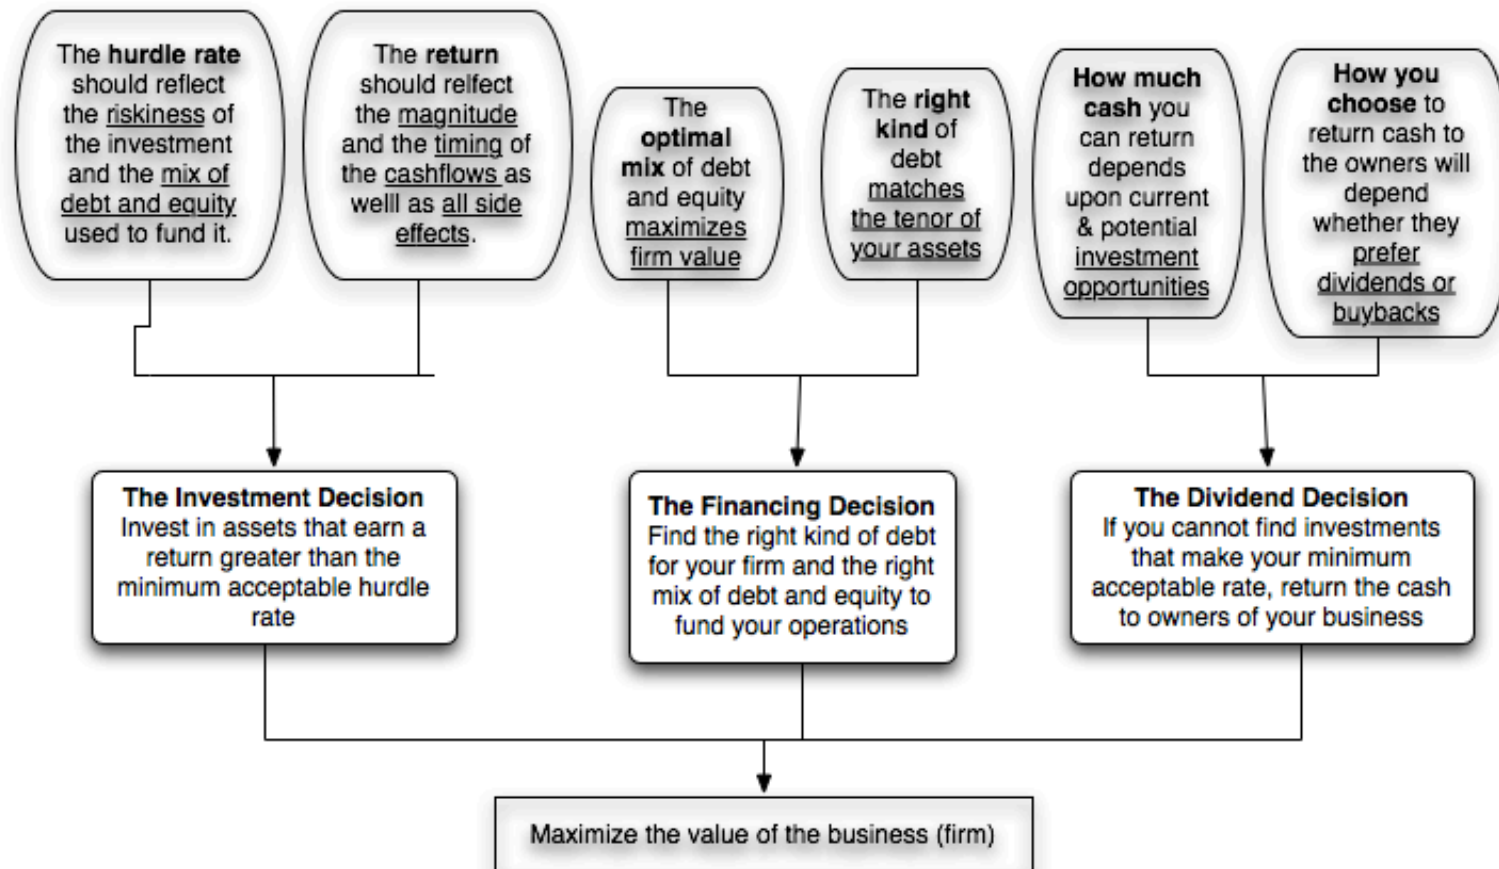 The hurdle rate
should reflect
the riskiness of
the investment
and the mix of
debt and equity
used to fund it.
The return
should relfect
the magnitude
and the timing of
the cashflows as
welll as all side
effects.
The
optimal
mix of debt
and equity
maximizes
firm value
The right
kind of
debt
matches
the tenor of
your assets
How much
cash you
can return
depends
upon current
& potential
investment
opportunities
How you
choose to
return cash to
the owners will
depend
whether they
prefer
dividends or
buybacks
The Investment Decision
Invest in assets that earn a
return greater than the
minimum acceptable hurdle
rate
The Financing Decision
Find the right kind of debt
for your firm and the right
mix of debt and equity to
fund your operations
The Dividend Decision
If you cannot find investments
that make your minimum
acceptable rate, return the cash
to owners of your business
Maximize the value of the business (firm)